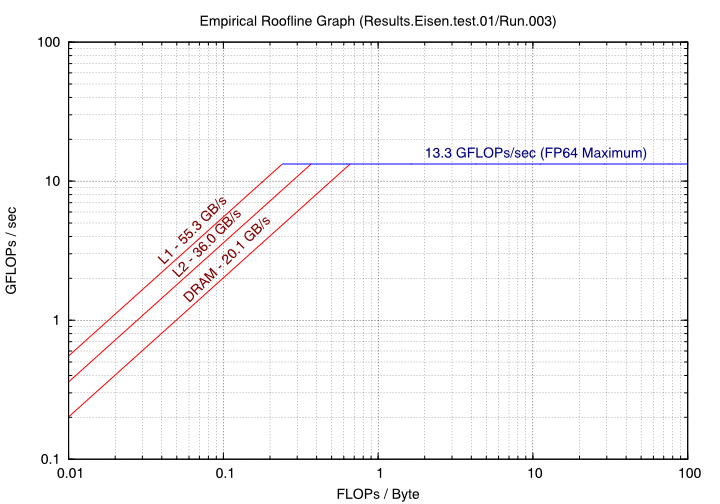 Empirical Roofline Graph (Results.Eisen.test.01/Run.003)
100
13.3 GFLOPs/sec (FP64 Maximum)
10
L1 - 55.3 GB/s
L2 - 36.0 GB/s
DRAM - 20.1 GB/s
GFLOPs / sec
1
0.1
0.01 0.1 1 10 100
FLOPs / Byte